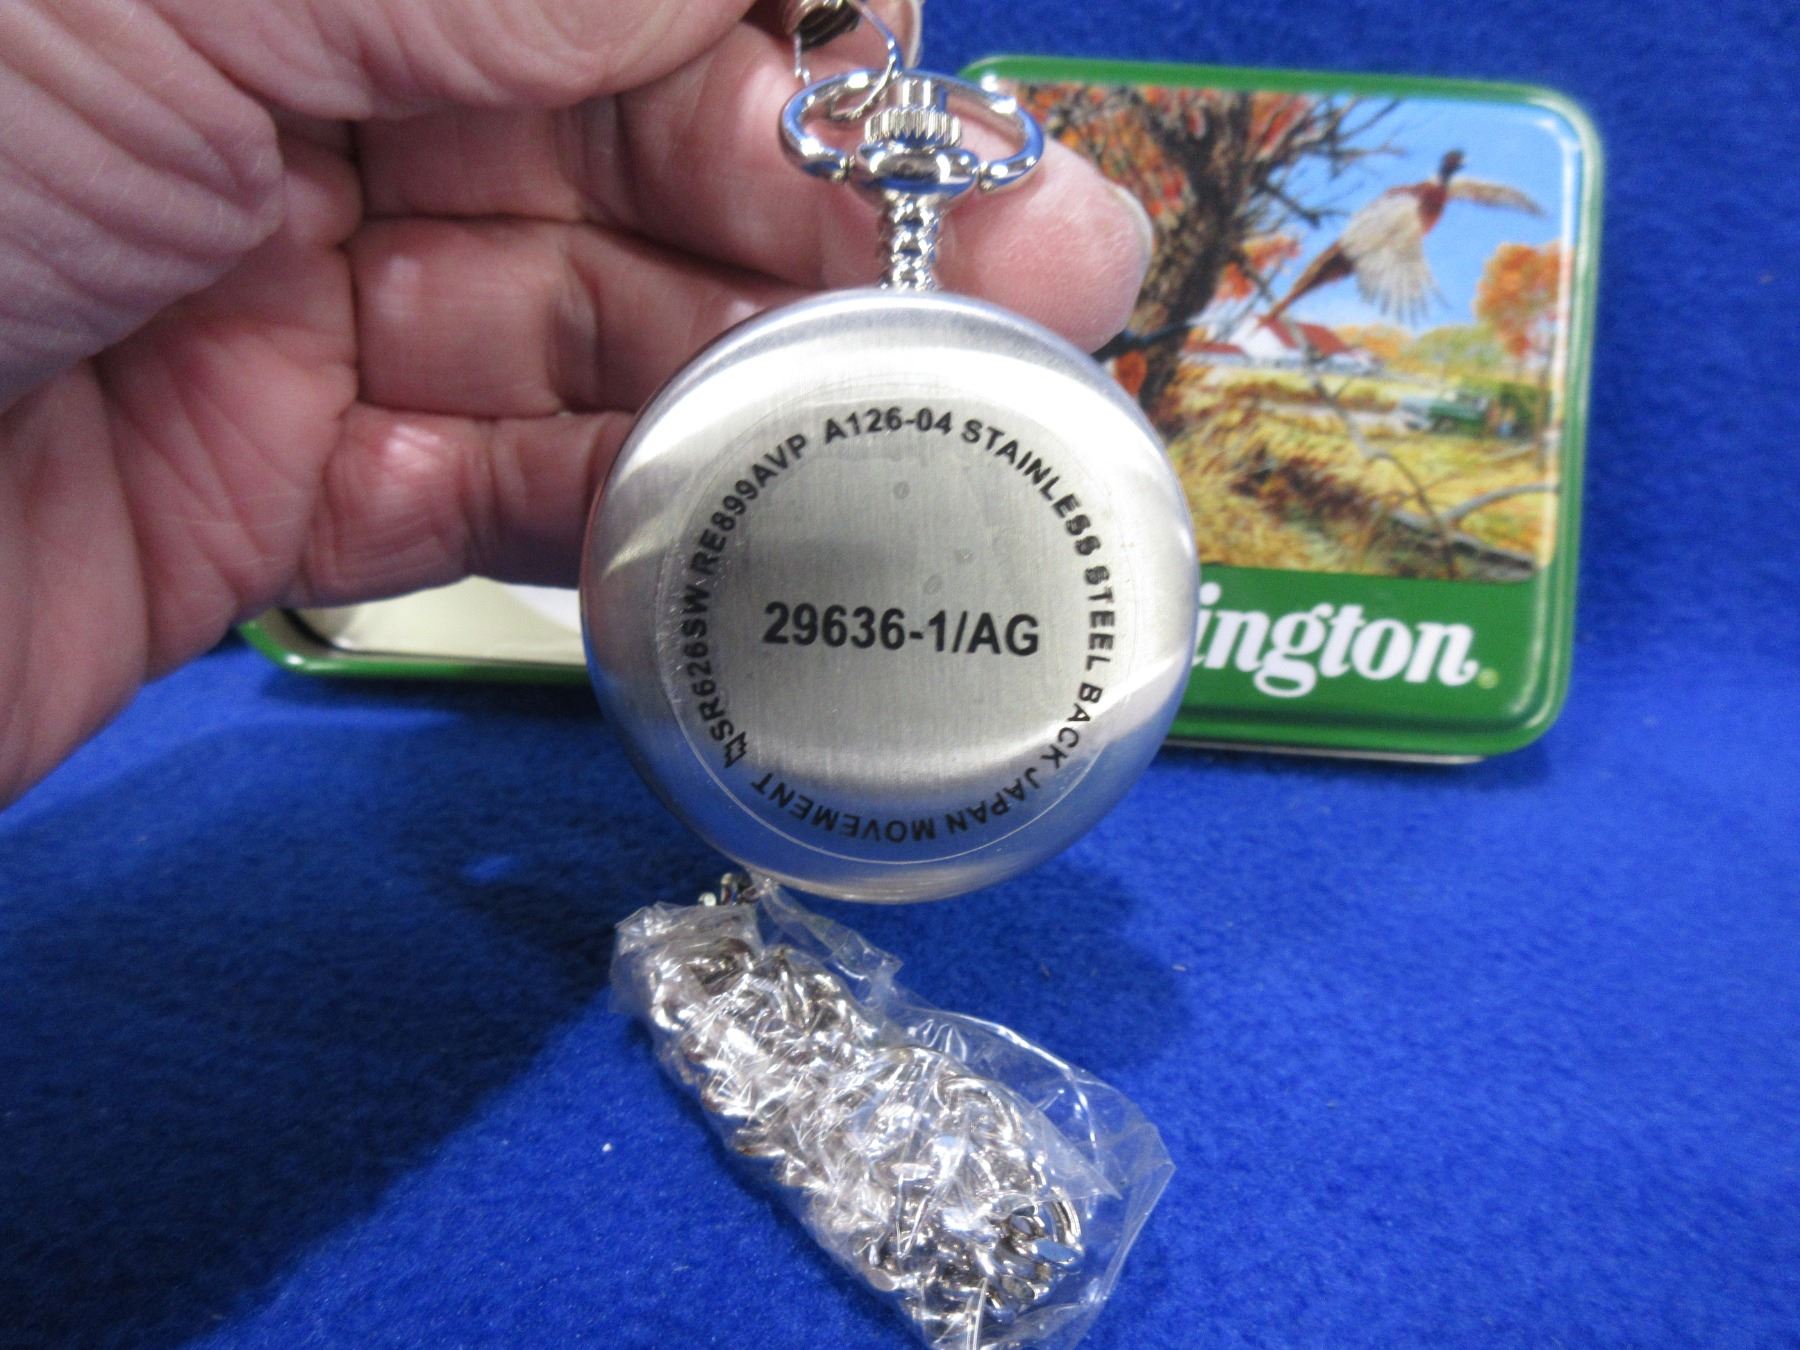 SR626SW RE899AVP A126-04 STAINLESS STEEL BACK JAPAN MOVEMENT
29636-1/AG
ington®